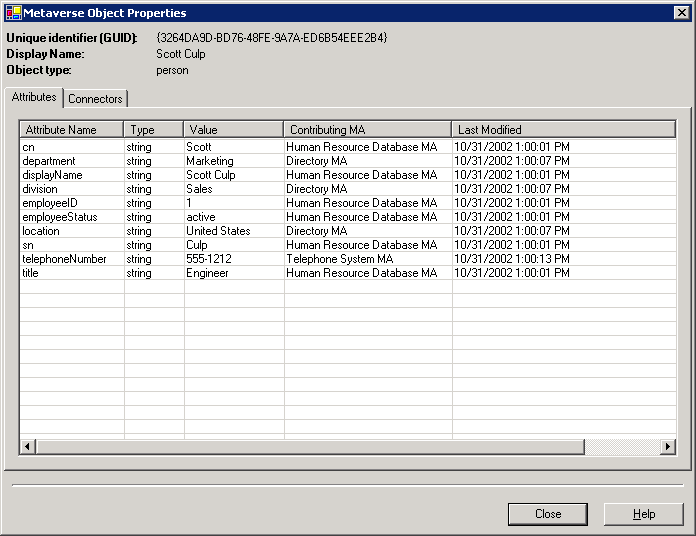 Metaverse Object Properties
Unique identifier (GUID): {3264DA9D-BD76-48FE-9A7A-ED6B54EEE2B4}
Display Name: Scott Culp
Object type: person
Attributes Connectors
Attribute Name Type Value Contributing MA Last Modified
cn string Scott Human Resource Database MA 10/31/2002 1:00:01 PM
department string Marketing Directory MA 10/31/2002 1:00:07 PM
displayName string Scott Culp Human Resource Database MA 10/31/2002 1:00:01 PM
division string Sales Directory MA 10/31/2002 1:00:07 PM
employeeID string 1 Human Resource Database MA 10/31/2002 1:00:01 PM
employeeStatus string active Human Resource Database MA 10/31/2002 1:00:01 PM
location string United States Directory MA 10/31/2002 1:00:07 PM
sn string Culp Human Resource Database MA 10/31/2002 1:00:01 PM
telephoneNumber string 555-1212 Telephone System MA 10/31/2002 1:00:13 PM
title string Engineer Human Resource Database MA 10/31/2002 1:00:01 PM
Close Help